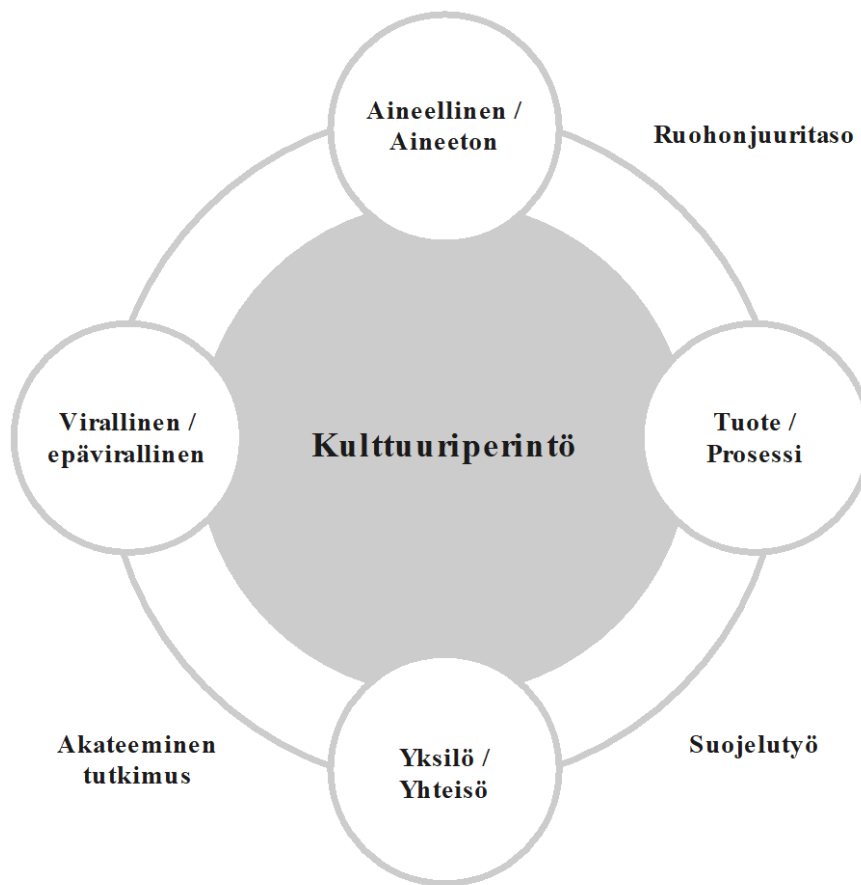 Aineellinen /
Aineeton
Ruohonjuuritaso
Virallinen /
epävirallinen
Kulttuuriperintö
Tuote /
Prosessi
Akateeminen
tutkimus
Yksilö /
Yhteisö
Suojelutyö